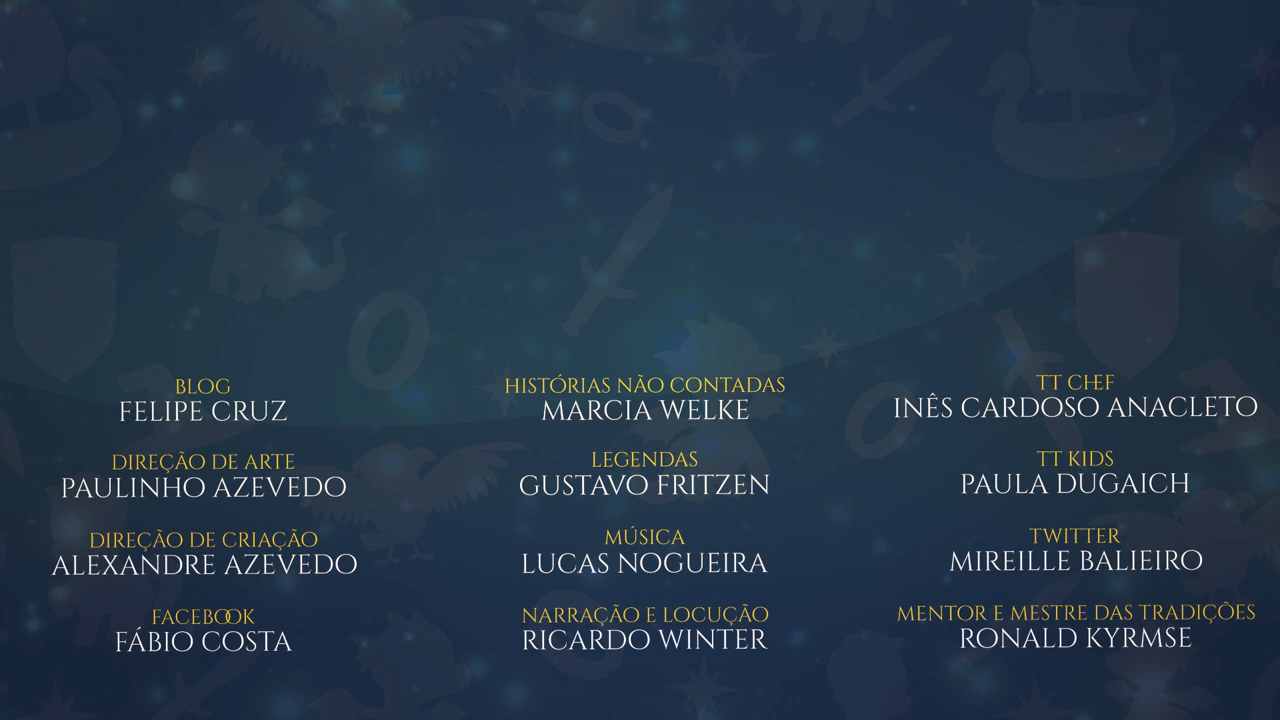 BLOG
FELIPE CRUZ
DIREÇÃO DE ARTE
PAULINHO AZEVEDO
DIREÇÃO DE CRIAÇÃO
ALEXANDRE AZEVEDO
FACEBOOK
FÁBIO COSTA
HISTÓRIAS NÃO CONTADAS
MARCIA WELKE
LEGENDAS
GUSTAVO FRITZEN
MÚSICA
LUCAS NOGUEIRA
NARRAÇÃO E LOCUÇÃO
RICARDO WINTER
TT CHEF
INÊS CARDOSO ANACLETO
TT KIDS
PAULA DUGAICH
TWITTER
MIREILLE BALIEIRO
MENTOR E MESTRE DAS TRADIÇÕES
RONALD KYRMSE